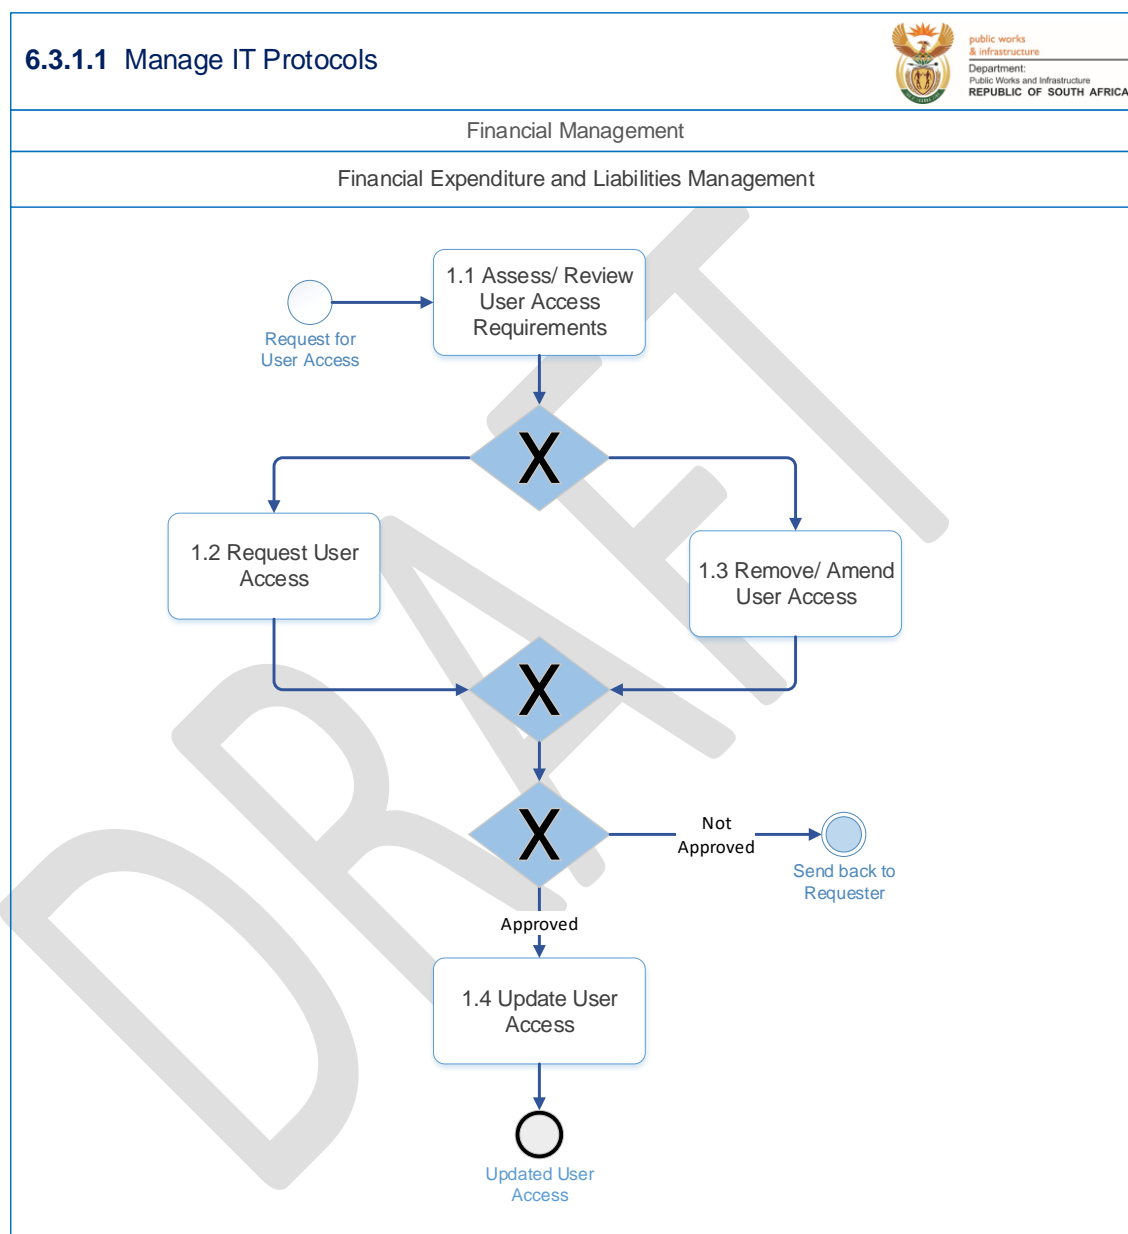 6.3.1.1 Manage IT Protocols
public works
& infrastructure
Department:
Public Works and Infrastructure
REPUBLIC OF SOUTH AFRICA
Financial Management
Financial Expenditure and Liabilities Management
1.1 Assess/ Review
User Access
Requirements
Request for
User Access
X
1.2 Request User
Access
1.3 Remove/ Amend
User Access
X
X
Not
Approved
Send back to
Requester
Approved
1.4 Update User
Access
Updated User
Access
DRAFT